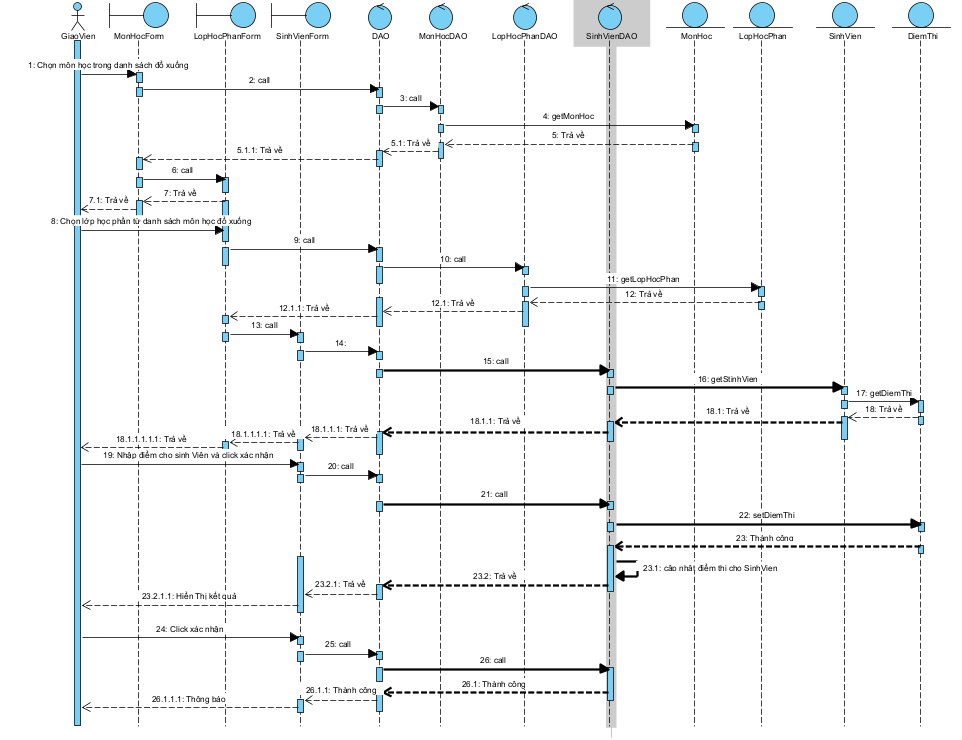 GiaoVien
MonHocForm
LopHocPhanForm
SinhVienForm
DAO
MonHocDAO
LopHocPhanDAO
SinhVienDAO
MonHoc
LopHocPhan
SinhVien
DiemThi
1: Chọn môn học trong danh sách đổ xuống
2: call
3: call
4: getMonHoc
5: Trả về
5.1: Trả về
5.1.1: Trả về
6: call
7: Trả về
7.1: Trả về
8: Chọn lớp học phần từ danh sách môn học đổ xuống
9: call
10: call
11: getLopHocPhan
12: Trả về
12.1: Trả về
12.1.1: Trả về
13: call
14:
15: call
16: getStinhVien
17: getDiemThi
18: Trả về
18.1: Trả về
18.1.1: Trả về
18.1.1.1: Trả về
18.1.1.1.1: Trả về
18.1.1.1.1.1: Trả về
19: Nhập điểm cho sinh Viên và click xác nhận
20: call
21: call
22: setDiemThi
23: Thành công
23.1: cập nhật điểm thi cho SinhVien
23.2: Trả về
23.2.1: Trả về
23.2.1.1: Hiển Thị kết quả
24: Click xác nhận
25: call
26: call
26.1: Thành công
26.1.1: Thành công
26.1.1.1: Thông báo